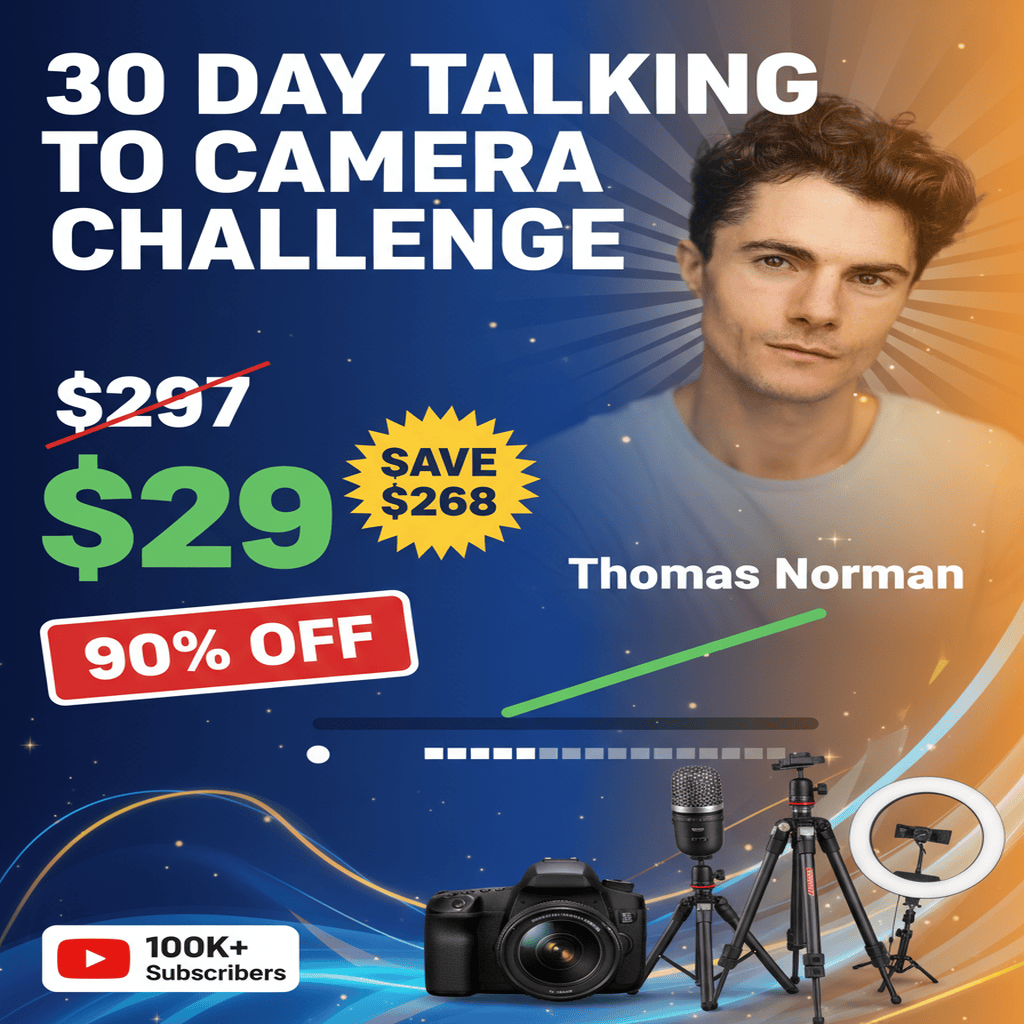 30 DAY TALKING
TO CAMERA
CHALLENGE
$297
$29
SAVE
$268
90% OFF
Thomas Norman
100K+
Subscribers